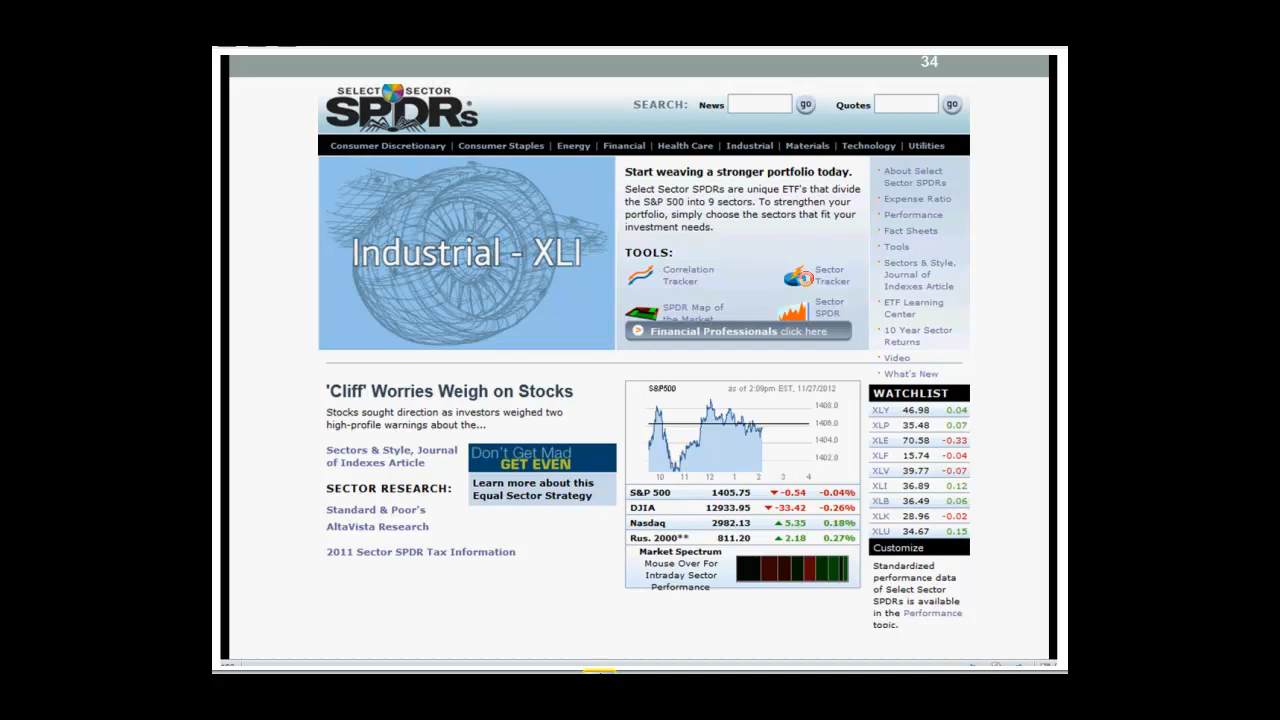 34
SELECT SECTOR
SPDRs
SEARCH: News go Quotes go
Consumer Discretionary | Consumer Staples | Energy | Financial | Health Care | Industrial | Materials | Technology | Utilities
Industrial - XLI
Start weaving a stronger portfolio today.
Select Sector SPDRs are unique ETF's that divide
the S&P 500 into 9 sectors. To strengthen your
portfolio, simply choose the sectors that fit your
investment needs.
TOOLS:
Correlation
Tracker
Sector
Tracker
SPDR Map of
the Market
Sector
SPDR
Financial Professionals click here
About Select
Sector SPDRs
Expense Ratio
Performance
Fact Sheets
Tools
Sectors & Style,
Journal of
Indexes Article
ETF Learning
Center
10 Year Sector
Returns
Video
What's New
'Cliff' Worries Weigh on Stocks
Stocks sought direction as investors weighed two
high-profile warnings about the...
Sectors & Style, Journal
of Indexes Article
SECTOR RESEARCH:
Standard & Poor's
AltaVista Research
2011 Sector SPDR Tax Information
Don't Get Mad
GET EVEN
Learn more about this
Equal Sector Strategy
S&P500 as of 2:09pm EST, 11/27/2012
1408.0
1406.0
1404.0
1402.0
10 11 12 1 2 3 4
S&P 500 1405.75 -0.54 -0.04%
DJIA 12933.95 -33.42 -0.26%
Nasdaq 2982.13 5.35 0.18%
Rus. 2000** 811.20 2.18 0.27%
Market Spectrum
Mouse Over For
Intraday Sector
Performance
WATCHLIST
XLY 46.98 0.04
XLP 35.48 0.07
XLE 70.58 -0.33
XLF 15.74 -0.04
XLV 39.77 -0.07
XLI 36.89 0.12
XLB 36.49 0.06
XLK 28.96 -0.02
XLU 34.67 0.15
Customize
Standardized
performance data
of Select Sector
SPDRs is available
in the Performance
topic.